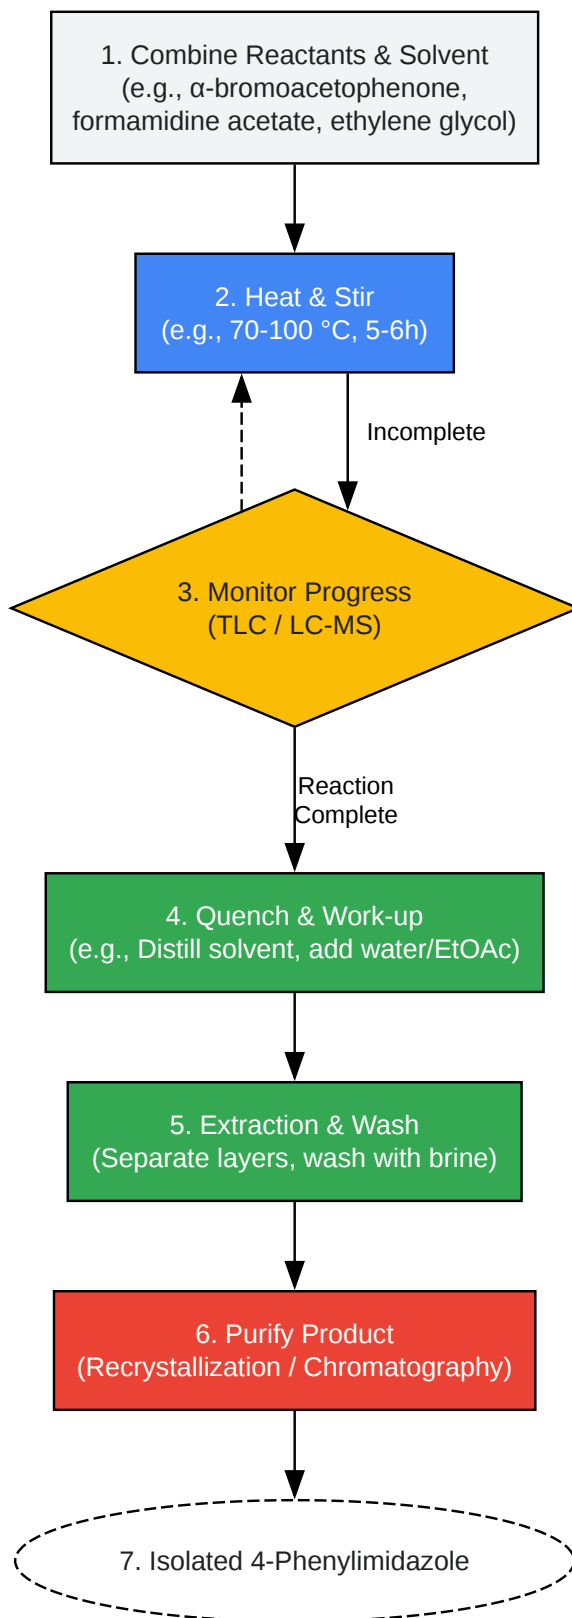 1. Combine Reactants & Solvent
(e.g., α-bromoacetophenone,
formamidine acetate, ethylene glycol)
2. Heat & Stir
(e.g., 70-100 °C, 5-6h)
Incomplete
3. Monitor Progress
(TLC / LC-MS)
Reaction
Complete
4. Quench & Work-up
(e.g., Distill solvent, add water/EtOAc)
5. Extraction & Wash
(Separate layers, wash with brine)
6. Purify Product
(Recrystallization / Chromatography)
7. Isolated 4-Phenylimidazole